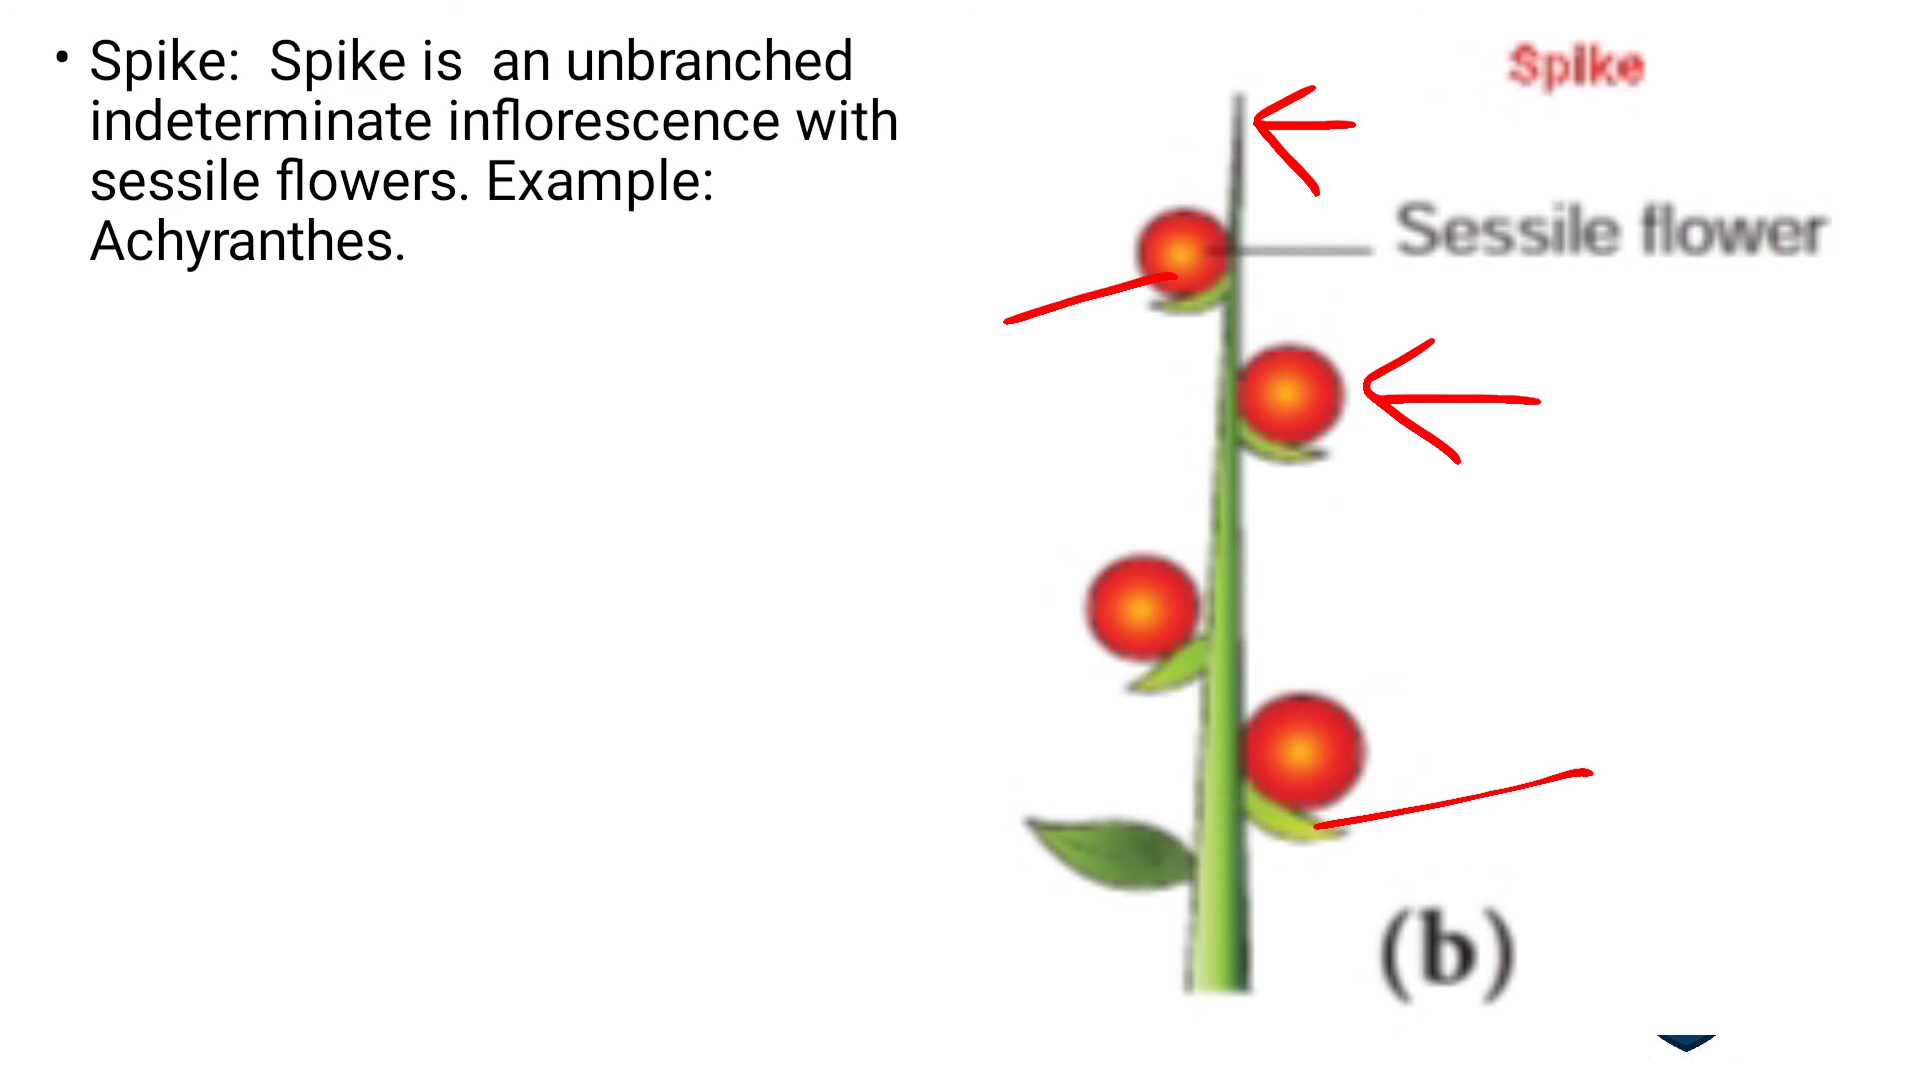 • Spike:  Spike is  an unbranched
indeterminate inflorescence with
sessile flowers. Example:
Achyranthes.
Spike
Sessile flower
(b)